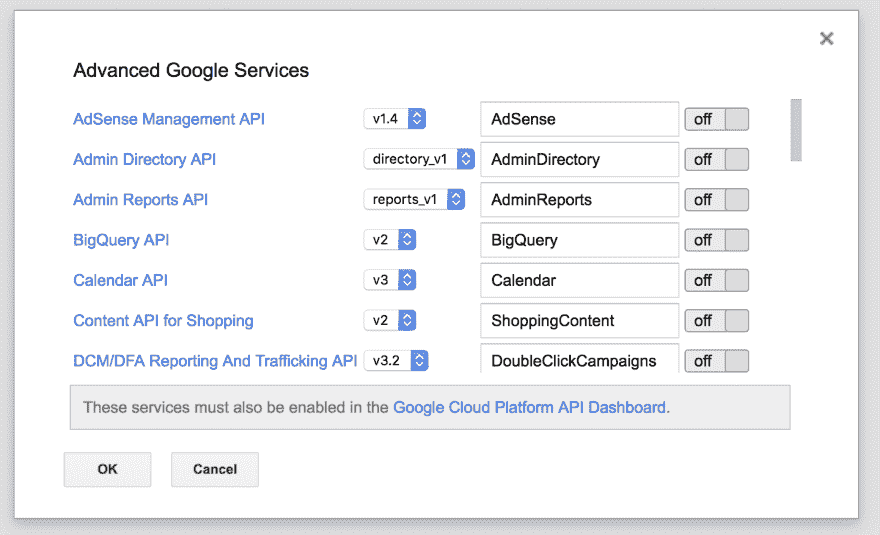 Advanced Google Services
AdSense Management API v1.4 AdSense off
Admin Directory API directory_v1 AdminDirectory off
Admin Reports API reports_v1 AdminReports off
BigQuery API v2 BigQuery off
Calendar API v3 Calendar off
Content API for Shopping v2 ShoppingContent off
DCM/DFA Reporting And Trafficking API v3.2 DoubleClickCampaigns off
These services must also be enabled in the Google Cloud Platform API Dashboard.
OK Cancel